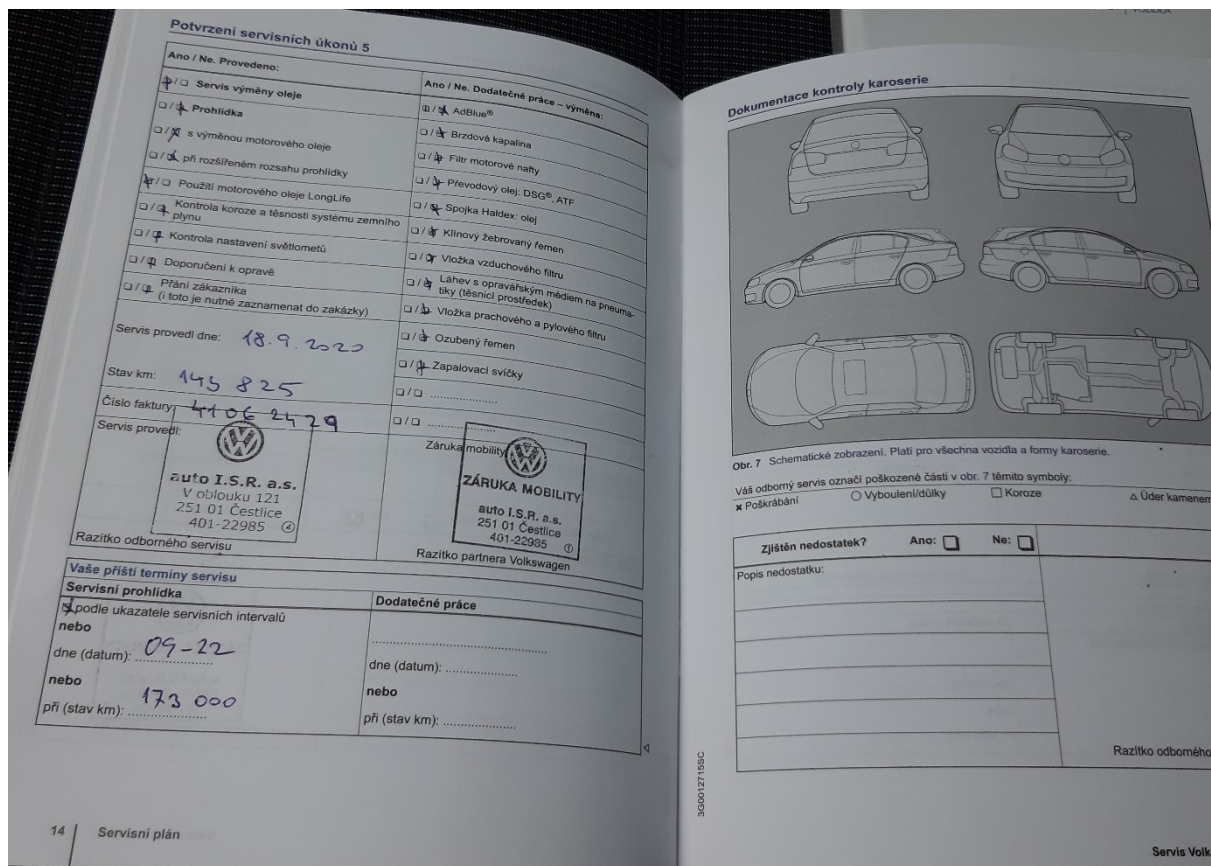 Potvrzení servisních úkonů 5
Ano / Ne. Provedeno:
/ Servis výměny oleje
/ Prohlídka
/ s výměnou motorového oleje
/ při rozšířeném rozsahu prohlídky
/ Použití motorového oleje LongLife
/ Kontrola koroze a těsnosti systému zemního
plynu
/ Kontrola nastavení světlometů
/ Doporučení k opravě
/ Přání zákazníka
(i toto je nutné zaznamenat do zakázky)
Servis provedl dne: 18.9.2020
Stav km: 143 825
Číslo faktury 41062429
Servis provedl:
auto I.S.R. a.s.
V oblouku 121
251 01 Čestlice
401-22985 4
Razítko odborného servisu
Ano / Ne. Dodatečné práce – výměna:
/ AdBlue®
/ Brzdová kapalina
/ Filtr motorové nafty
/ Převodový olej: DSG®, ATF
/ Spojka Haldex: olej
/ Klínový žebrovaný řemen
/ Vložka vzduchového filtru
/ Láhev s opravářským médiem na pneuma-
tiky (těsnicí prostředek)
/ Vložka prachového a pylového filtru
/ Ozubený řemen
/ Zapalovací svíčky
/ ....................
/ ....................
Záruka mobility
ZÁRUKA MOBILITY
auto I.S.R. a.s.
251 01 Čestlice
401-22985 1
Razítko partnera Volkswagen
Vaše příští termíny servisu
Servisní prohlídka
podle ukazatele servisních intervalů
nebo
dne (datum): 09-22
nebo
při (stav km): 173 000
Dodatečné práce
dne (datum): ....................
nebo
při (stav km): ....................
14 Servisní plán
VOZIDLA
Dokumentace kontroly karoserie
Obr. 7 Schematické zobrazení. Platí pro všechna vozidla a formy karoserie.
Váš odborný servis označí poškozené části v obr. 7 těmito symboly:
× Poškrábání ○ Vyboulení/důlky □ Koroze △ Úder kamenem
Zjištěn nedostatek? Ano: Ne:
Popis nedostatku:
Razítko odborného
3G0012715SC
Servis Volk